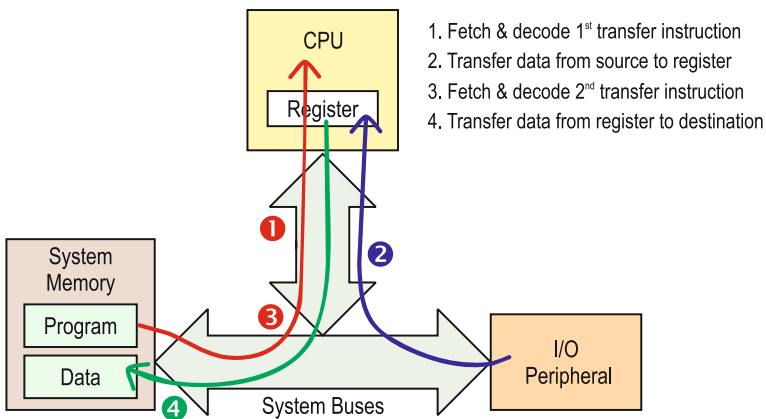 CPU
Register
1. Fetch & decode 1st transfer instruction
2. Transfer data from source to register
3. Fetch & decode 2nd transfer instruction
4. Transfer data from register to destination
1
2
System
Memory
Program
Data
3
4
System Buses
I/O
Peripheral